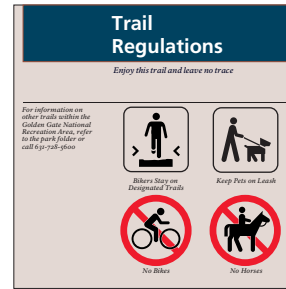 Trail
Regulations
Enjoy this trail and leave no trace
For information on
other trails within the
Golden Gate National
Recreation Area, refer
to the park folder or
call 631-728-5600
Bikers Stay on
Designated Trails
Keep Pets on Leash
No Bikes
No Horses